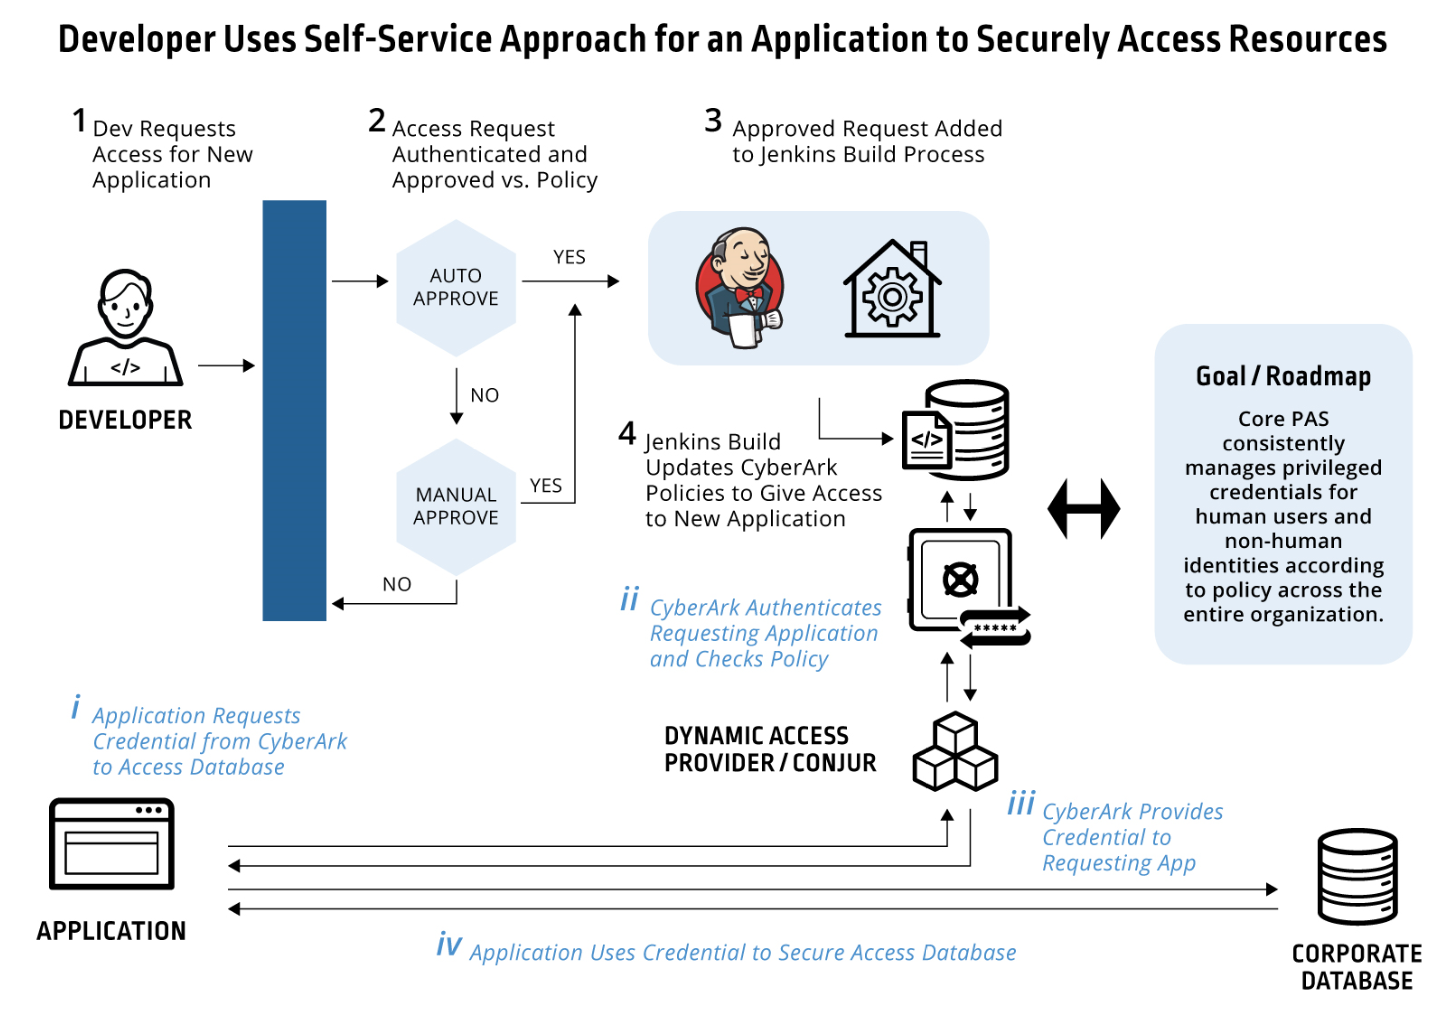 Developer Uses Self-Service Approach for an Application to Securely Access Resources
1 Dev Requests
Access for New
Application
2 Access Request
Authenticated and
Approved vs. Policy
3 Approved Request Added
to Jenkins Build Process
AUTO
APPROVE
YES
NO
MANUAL
APPROVE
YES
NO
</>
DEVELOPER
4 Jenkins Build
Updates CyberArk
Policies to Give Access
to New Application
</>
Goal / Roadmap
Core PAS
consistently
manages privileged
credentials for
human users and
non-human
identities according
to policy across the
entire organization.
ii CyberArk Authenticates
Requesting Application
and Checks Policy
*****
i Application Requests
Credential from CyberArk
to Access Database
DYNAMIC ACCESS
PROVIDER / CONJUR
iii CyberArk Provides
Credential to
Requesting App
APPLICATION
iv Application Uses Credential to Secure Access Database
CORPORATE
DATABASE